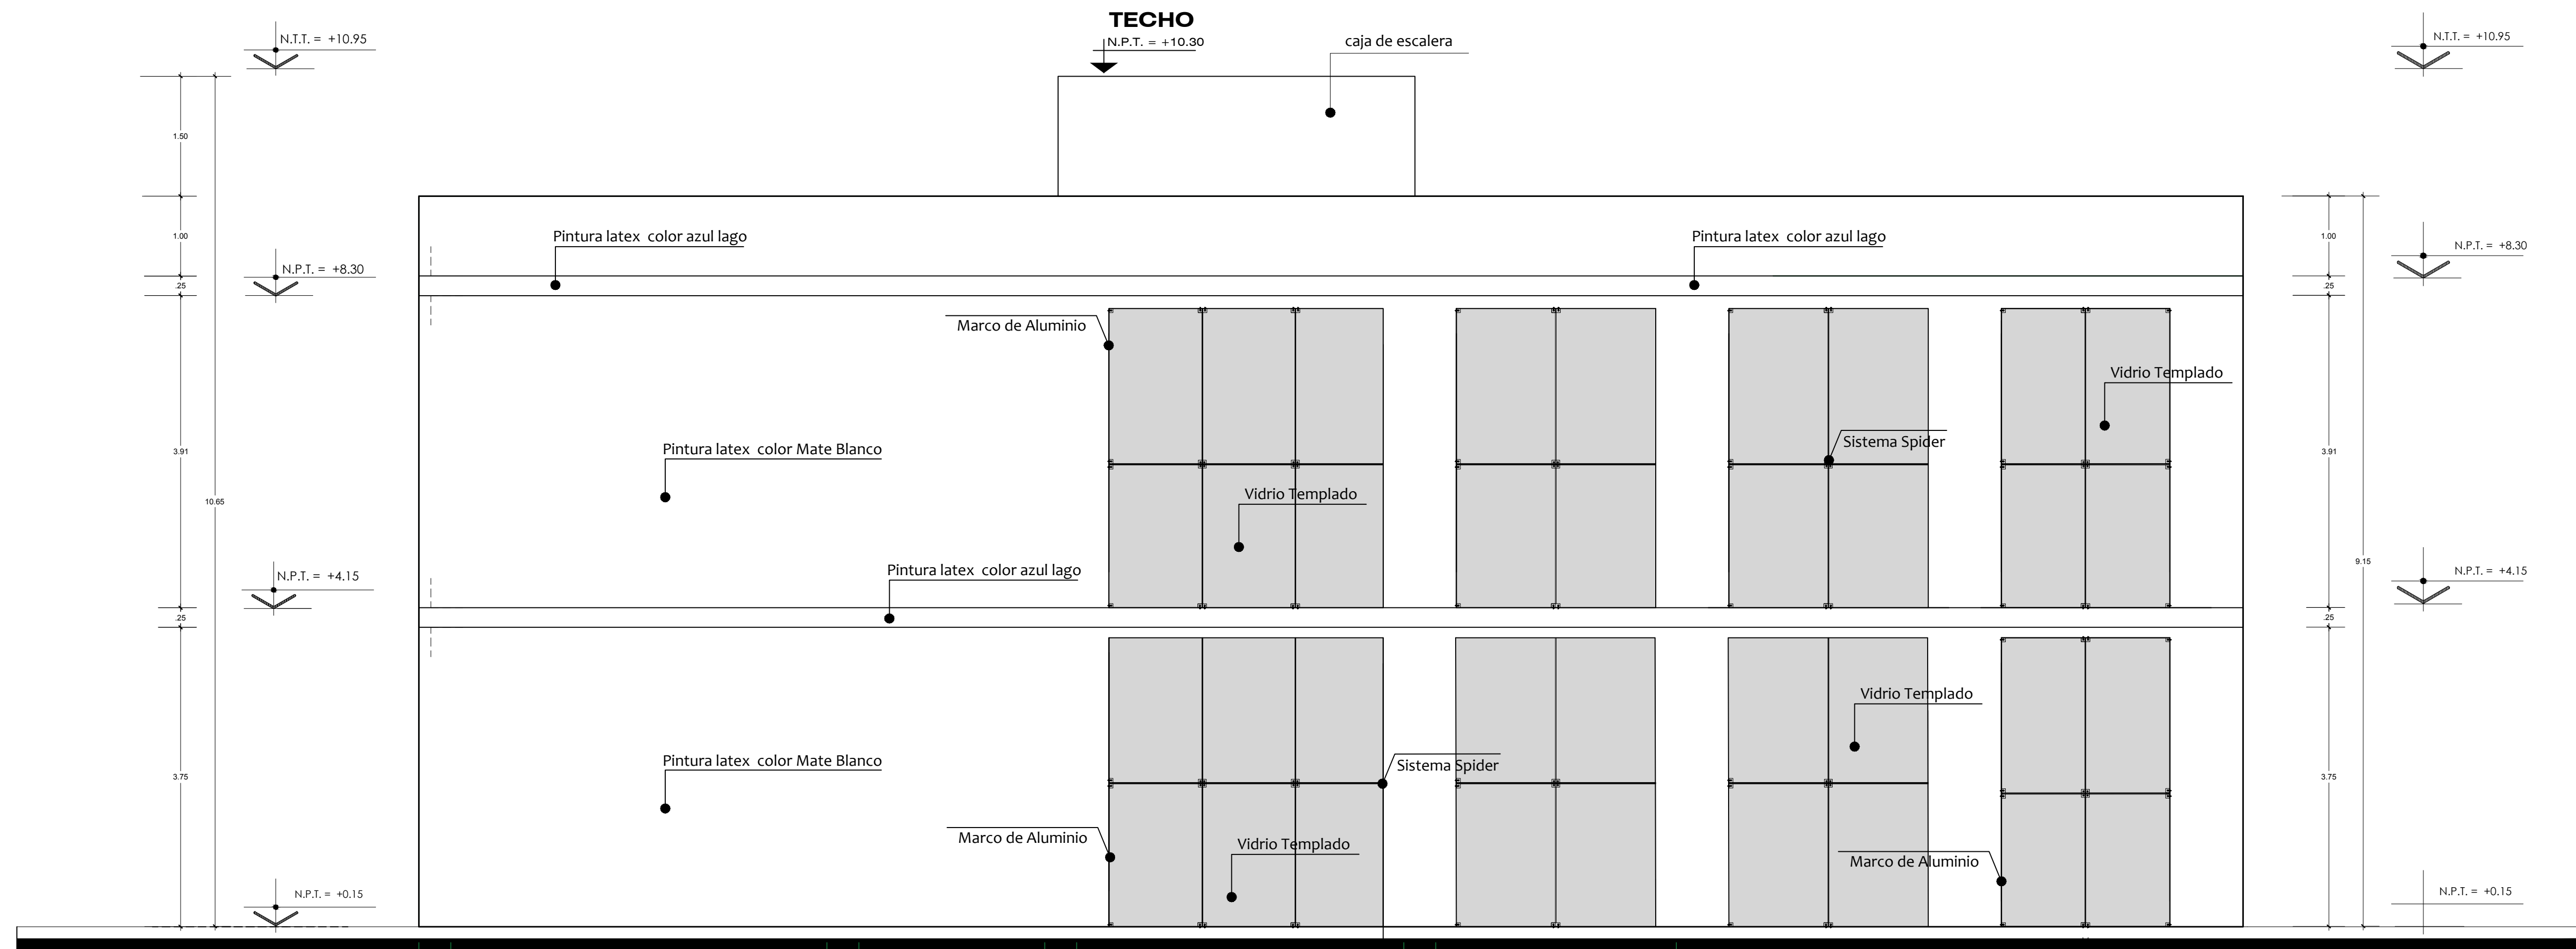 TECHO
N.T.T. = +10.95
N.P.T. = +10.30
caja de escalera
N.T.T. = +10.95
1.50
Pintura latex color azul lago
Pintura latex color azul lago
1.00
1.00
N.P.T. = +8.30
N.P.T. = +8.30
.25
.25
Marco de Aluminio
Vidrio Templado
Sistema Spider
Pintura latex color Mate Blanco
3.91
3.91
Vidrio Templado
10.65
9.15
Pintura latex color azul lago
N.P.T. = +4.15
N.P.T. = +4.15
.25
.25
Vidrio Templado
Pintura latex color Mate Blanco
Sistema Spider
3.75
3.75
Marco de Aluminio
Vidrio Templado
Marco de Aluminio
N.P.T. = +0.15
N.P.T. = +0.15